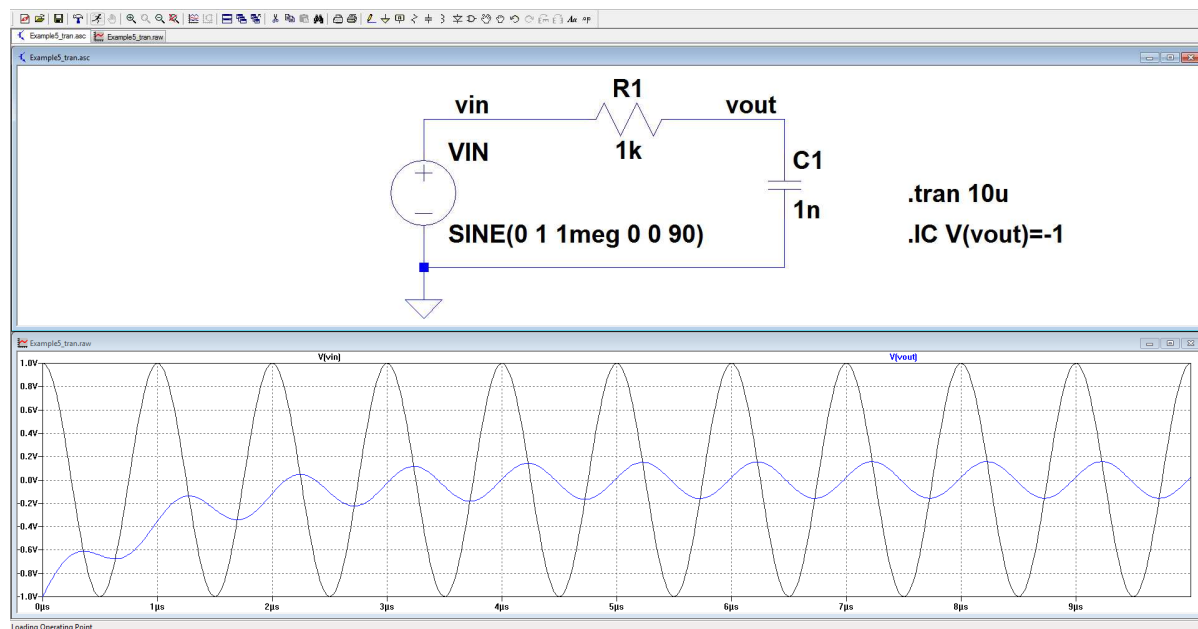 Example5_tran.asc Example5_tran.raw
Example5_tran.asc
R1
vin vout
VIN 1k C1
1n .tran 10u
SINE(0 1 1meg 0 0 90) .IC V(vout)=-1
Example5_tran.raw
V(vin) V(vout)
1.0V
0.8V
0.6V
0.4V
0.2V
0.0V
-0.2V
-0.4V
-0.6V
-0.8V
-1.0V
0µs 1µs 2µs 3µs 4µs 5µs 6µs 7µs 8µs 9µs
Loading Operating Point